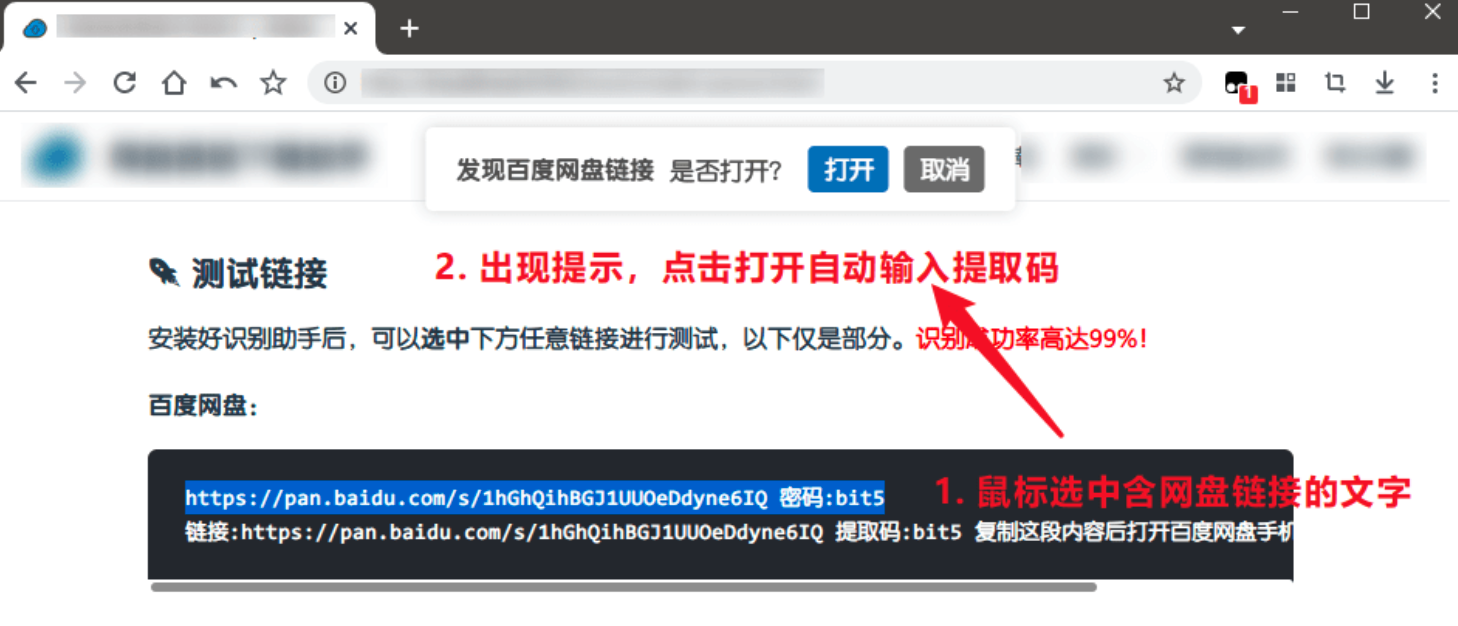 1
发现百度网盘链接 是否打开? 打开 取消
2. 出现提示，点击打开自动输入提取码
测试链接
安装好识别助手后，可以选中下方任意链接进行测试，以下仅是部分。识别成功率高达99%！
百度网盘：
https://pan.baidu.com/s/1hGhQihBGJ1UUOeDdyne6IQ 密码:bit5
1. 鼠标选中含网盘链接的文字
链接:https://pan.baidu.com/s/1hGhQihBGJ1UUOeDdyne6IQ 提取码:bit5 复制这段内容后打开百度网盘手机